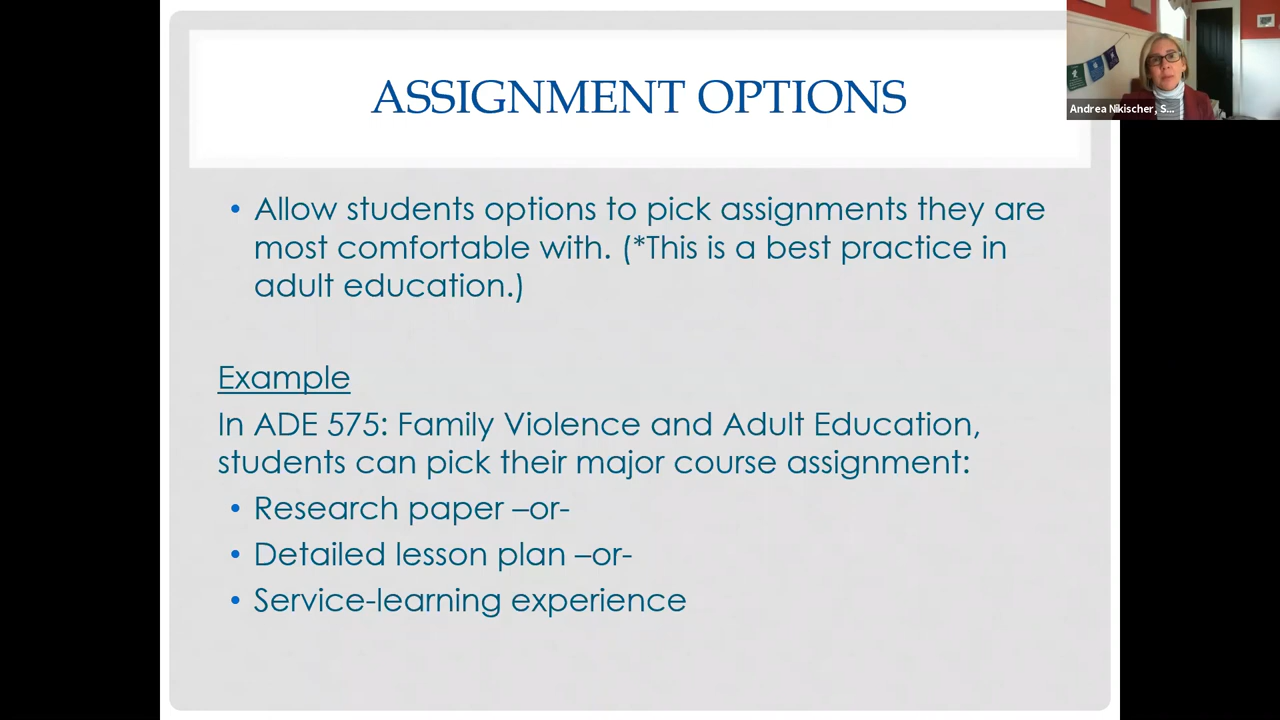 ASSIGNMENT OPTIONS
Andrea Nikischer, S...
• Allow students options to pick assignments they are
most comfortable with. (*This is a best practice in
adult education.)
Example
In ADE 575: Family Violence and Adult Education,
students can pick their major course assignment:
• Research paper –or-
• Detailed lesson plan –or-
• Service-learning experience